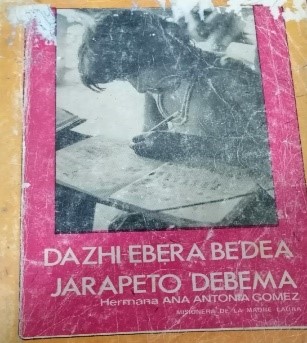 DAZHI EBERA BEDEA
JARAPETO 'DEBEMA
Hermana ANA ANTONIA GOMEZ
MISIONERA DE LA MADRE LAURA